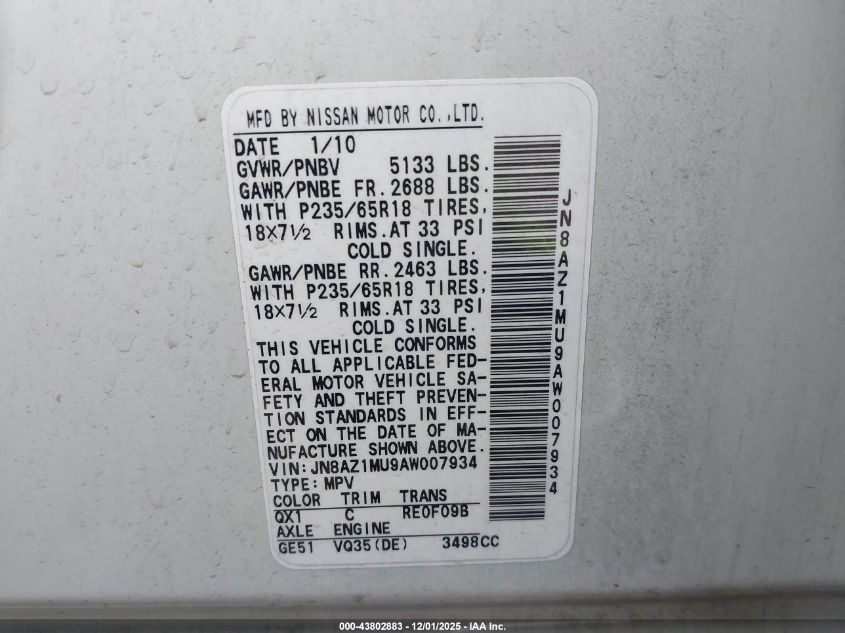 MFD BY NISSAN MOTOR CO.,LTD.
DATE 1/10
GVWR/PNBV 5133 LBS.
GAWR/PNBE FR. 2688 LBS.
WITH P235/65R18 TIRES,
18×7½ RIMS. AT 33 PSI
COLD SINGLE.
GAWR/PNBE RR. 2463 LBS.
WITH P235/65R18 TIRES,
18×7½ RIMS. AT 33 PSI
COLD SINGLE.
THIS VEHICLE CONFORMS
TO ALL APPLICABLE FED-
ERAL MOTOR VEHICLE SA-
FETY AND THEFT PREVEN-
TION STANDARDS IN EFF-
ECT ON THE DATE OF MA-
NUFACTURE SHOWN ABOVE.
VIN:JN8AZ1MU9AW007934
TYPE:MPV
COLOR TRIM TRANS
QX1 C RE0F09B
AXLE ENGINE
GE51 VQ35(DE) 3498CC
JN8AZ1MU9AW007934
000-43802883 - 12/01/2025 - IAA Inc.